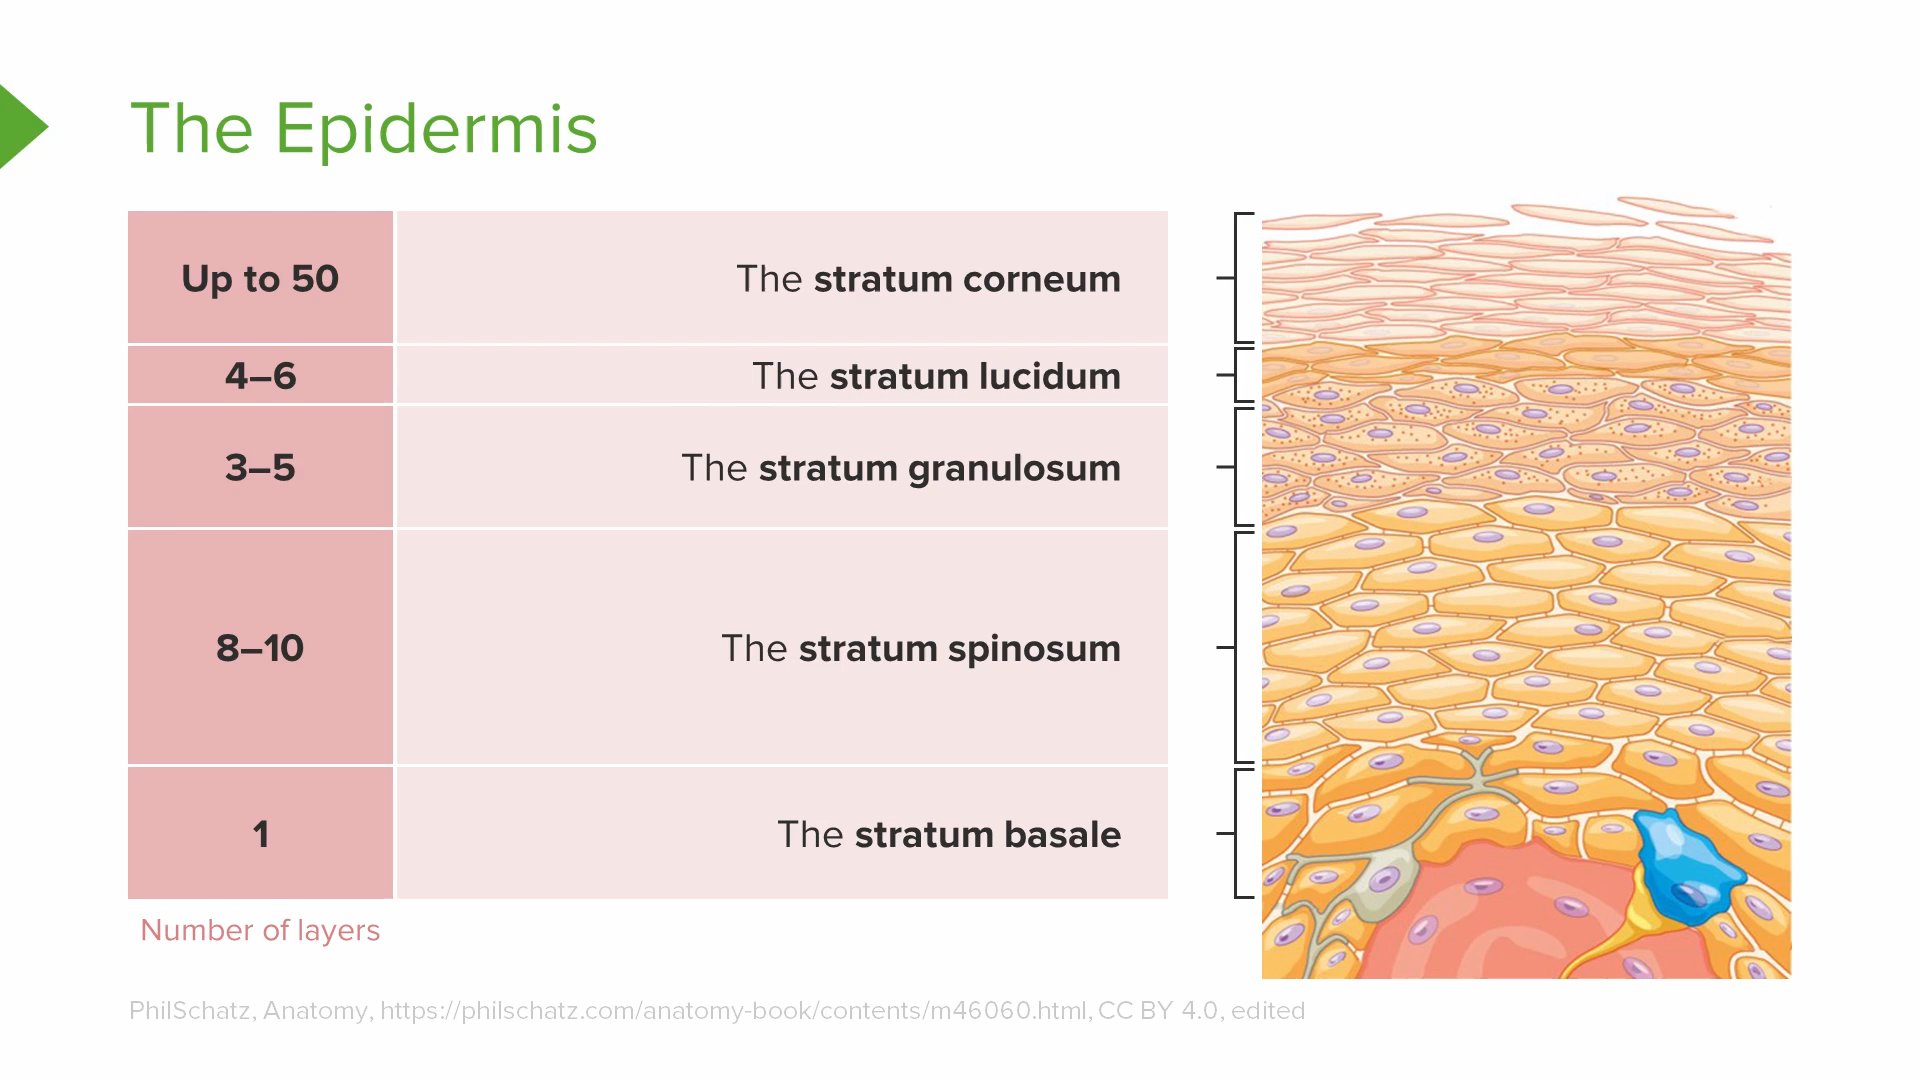 The Epidermis
Up to 50
The stratum corneum
4–6
The stratum lucidum
3–5
The stratum granulosum
8–10
The stratum spinosum
1
The stratum basale
Number of layers
PhilSchatz, Anatomy, https://philschatz.com/anatomy-book/contents/m46060.html, CC BY 4.0, edited